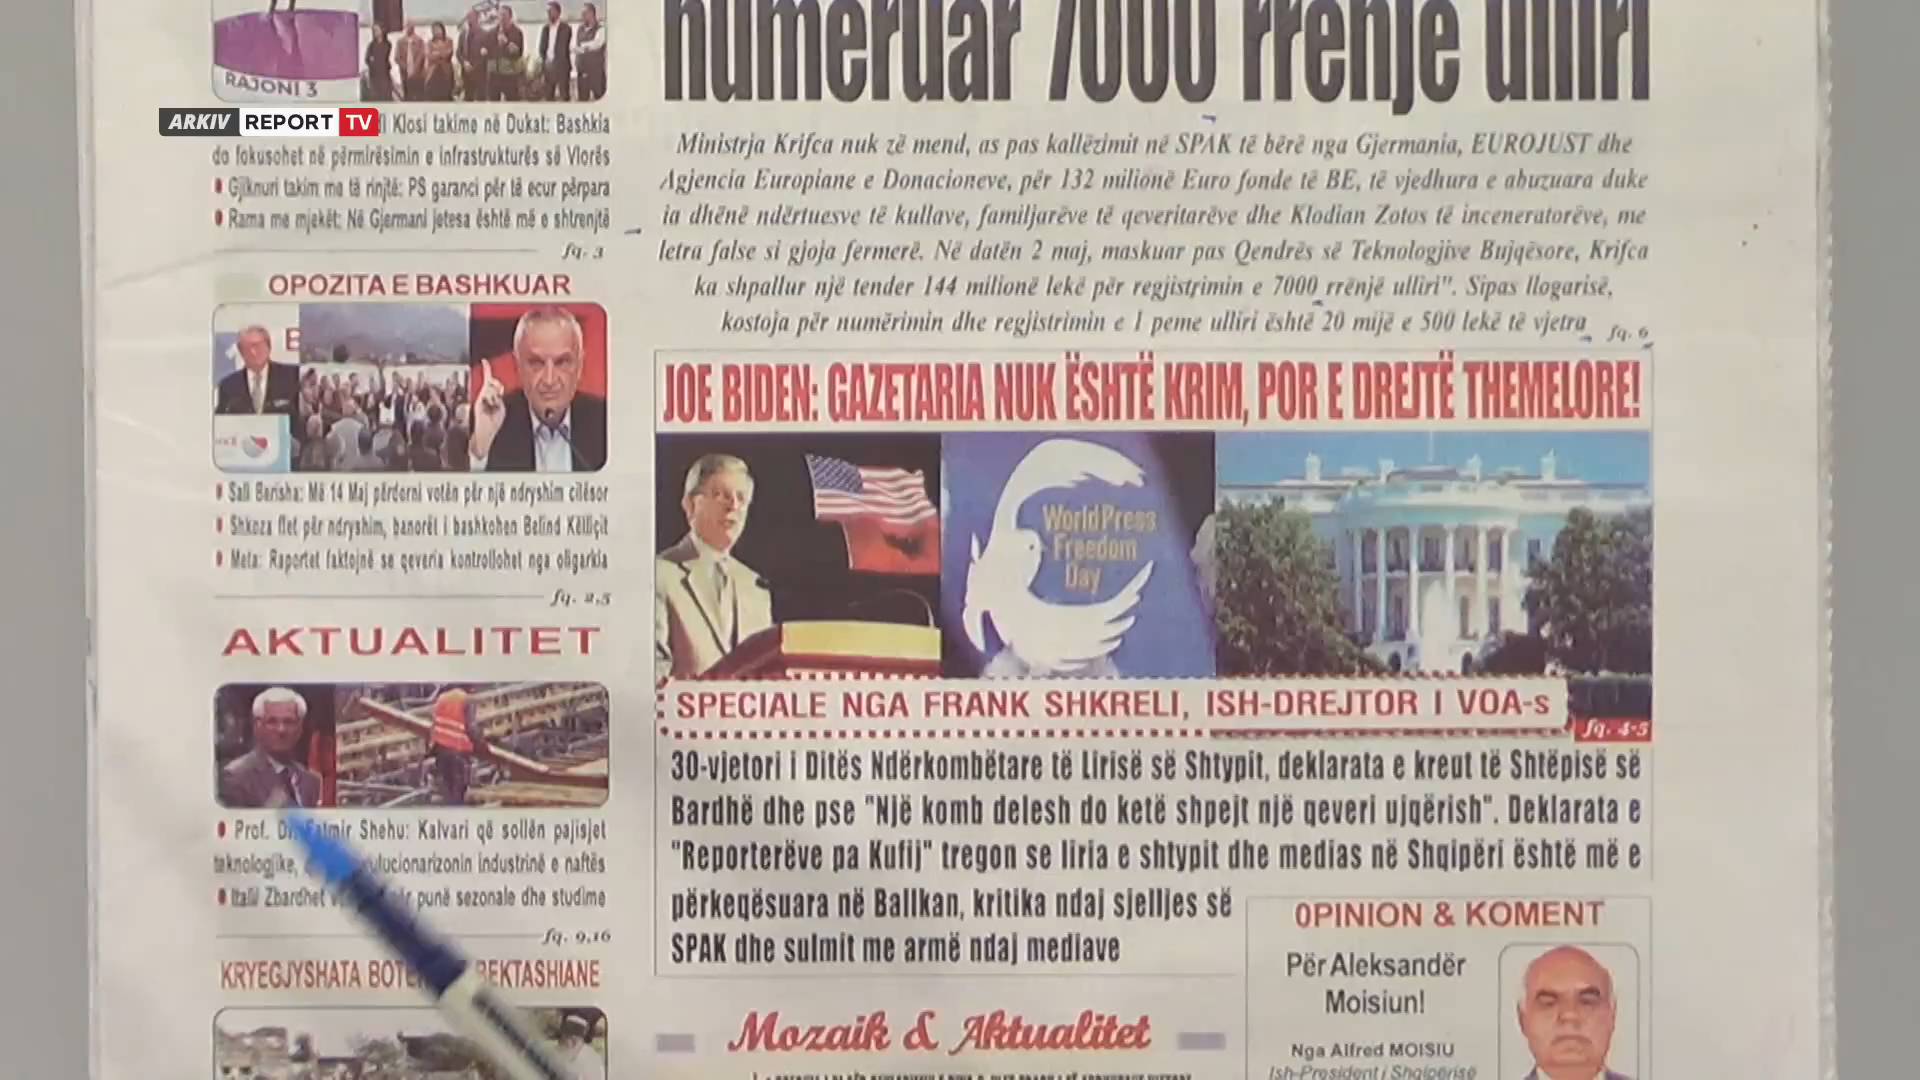 RAJONI 3
ARKIV REPORT TV
Klosi takime në Dukat: Bashkia
do fokusohet në përmirësimin e infrastrukturës së Vlorës
Gjiknuri takim me të rinjtë: PS garanci për të ecur përpara
Rama me mjekët: Në Gjermani jetesa është më e shtrenjtë
fq. 3
OPOZITA E BASHKUAR
Sali Berisha: Më 14 Maj përdorni votën për një ndryshim cilësor
Shkoza flet për ndryshim, banorët i bashkohen Belind Këlliçit
Meta: Raportet faktojnë se qeveria kontrollohet nga oligarkia
fq. 2,5
AKTUALITET
Prof. Dr. Fatmir Shehu: Kalvari që sollën pajisjet
teknologjike, industrinë e naftës
Itali Zbardhet punë sezonale dhe studime
fq. 9,16
KRYEGJYSHATA BEKTASHIANE
numëruar 7000 rrënjë ulliri
Ministrja Krifca nuk zë mend, as pas kallëzimit në SPAK të bërë nga Gjermania, EUROJUST dhe
Agjencia Europiane e Donacioneve, për 132 milionë Euro fonde të BE, të vjedhura e abuzuara duke
ia dhënë ndërtuesve të kullave, familjarëve të qeveritarëve dhe Klodian Zotos të inceneratorëve, me
letra false si gjoja fermerë. Në datën 2 maj, maskuar pas Qendrës së Teknologjive Bujqësore, Krifca
ka shpallur një tender 144 milionë lekë për regjistrimin e 7000 rrënjë ulliri". Sipas llogarisë,
kostoja për numërimin dhe regjistrimin e 1 peme ulliri është 20 mijë e 500 lekë të vjetra
fq. 6
JOE BIDEN: GAZETARIA NUK ËSHTË KRIM, POR E DREJTË THEMELORE!
World Press
Freedom
Day
SPECIALE NGA FRANK SHKRELI, ISH-DREJTOR I VOA-s
fq. 4-5
30-vjetori i Ditës Ndërkombëtare të Lirisë së Shtypit, deklarata e kreut të Shtëpisë së
Bardhë dhe pse "Një komb delesh do ketë shpejt një qeveri ujqërish". Deklarata e
"Reporterëve pa Kufij" tregon se liria e shtypit dhe medias në Shqipëri është më e
përkeqësuara në Ballkan, kritika ndaj sjelljes së
SPAK dhe sulmit me armë ndaj mediave
OPINION & KOMENT
Për Aleksandër
Moisiun!
Nga Alfred MOISIU
Ish-President i Shqipërisë
Mozaik & Aktualitet